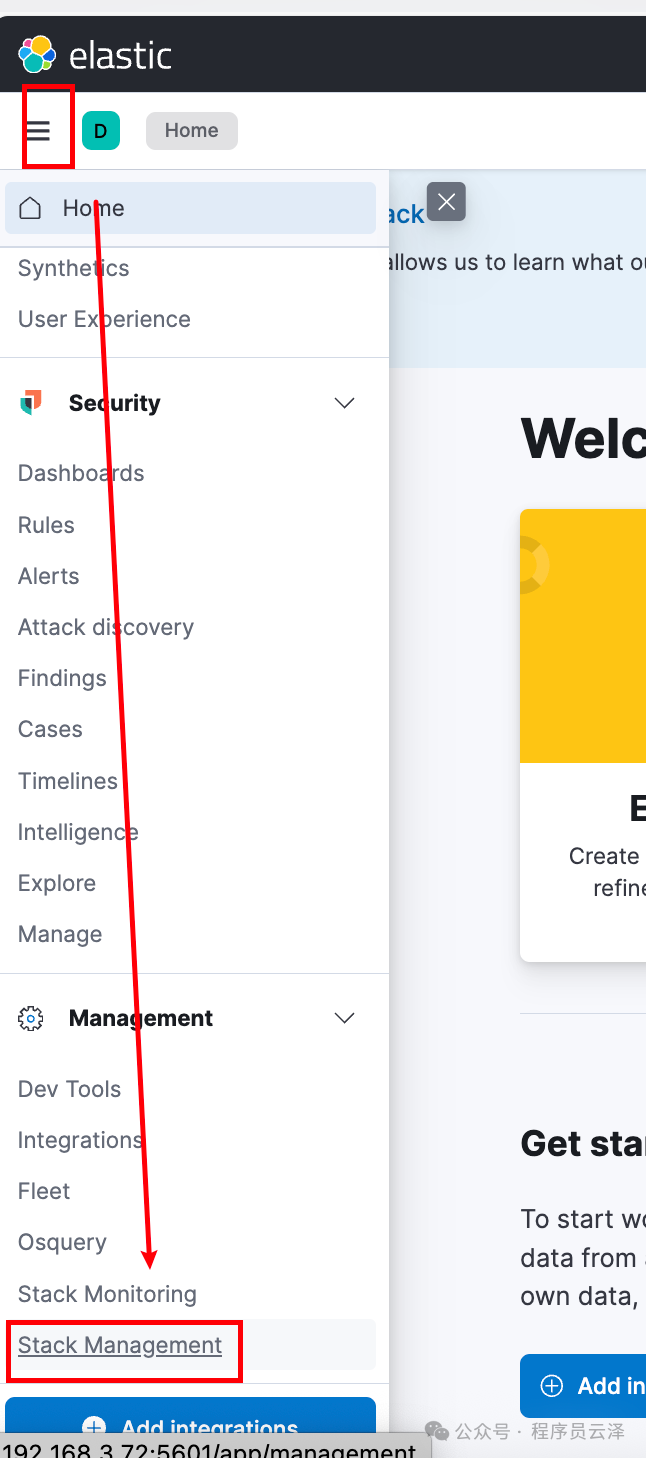 elastic
D
Home
Home
ack
allows us to learn what ou
Synthetics
User Experience
Security
Dashboards
Rules
Alerts
Attack discovery
Findings
Cases
Timelines
Intelligence
Explore
Manage
Management
Dev Tools
Integrations
Fleet
Osquery
Stack Monitoring
Stack Management
Add integrations
192.168.3.72:5601/app/management
Welc
E
Create
refine
Get sta
To start wo
data from
own data,
Add in
公众号 · 程序员云泽